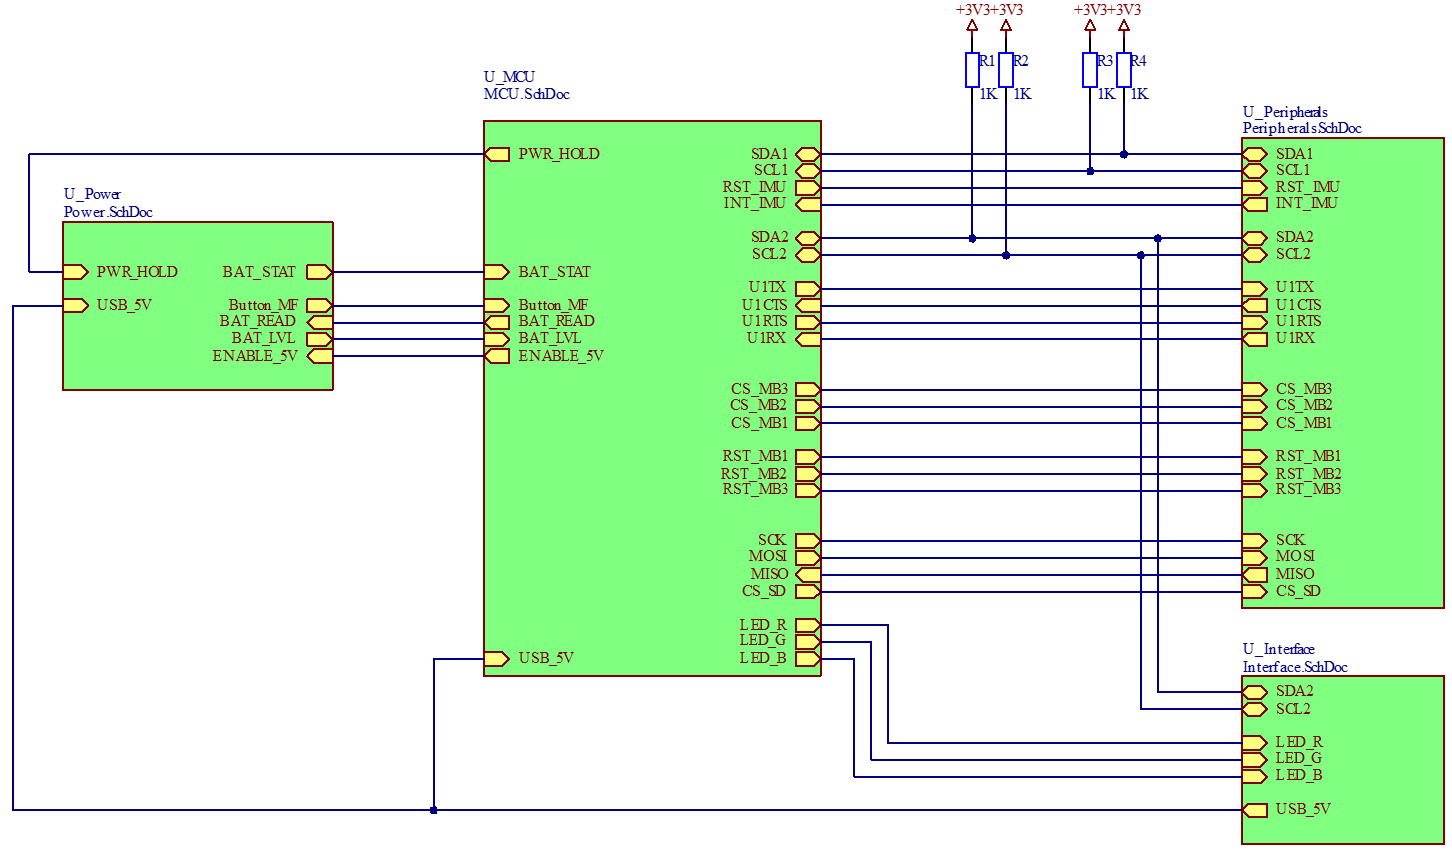 +3V3 +3V3 +3V3 +3V3
R1 R2 R3 R4
1K 1K 1K 1K
U_MCU
MCU.SchDoc
PWR_HOLD
BAT_STAT
Button_MF
BAT_READ
BAT_LVL
ENABLE_5V
USB_5V
SDA1
SCL1
RST_IMU
INT_IMU
SDA2
SCL2
U1TX
U1CTS
U1RTS
U1RX
CS_MB3
CS_MB2
CS_MB1
RST_MB1
RST_MB2
RST_MB3
SCK
MOSI
MISO
CS_SD
LED_R
LED_G
LED_B
U_Power
Power.SchDoc
PWR_HOLD
USB_5V
BAT_STAT
Button_MF
BAT_READ
BAT_LVL
ENABLE_5V
U_Peripherals
Peripherals.SchDoc
SDA1
SCL1
RST_IMU
INT_IMU
SDA2
SCL2
U1TX
U1CTS
U1RTS
U1RX
CS_MB3
CS_MB2
CS_MB1
RST_MB1
RST_MB2
RST_MB3
SCK
MOSI
MISO
CS_SD
U_Interface
Interface.SchDoc
SDA2
SCL2
LED_R
LED_G
LED_B
USB_5V